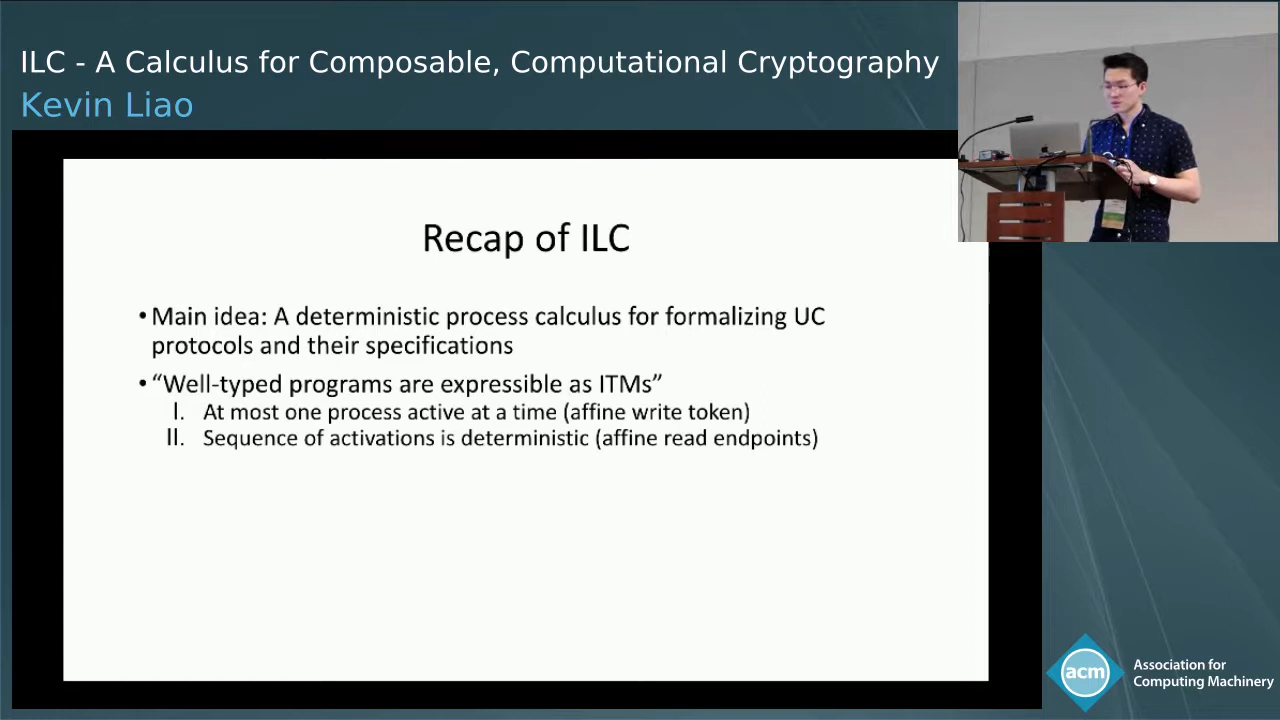 ILC - A Calculus for Composable, Computational Cryptography
Kevin Liao
Recap of ILC
•Main idea: A deterministic process calculus for formalizing UC
protocols and their specifications
•“Well-typed programs are expressible as ITMs”
I. At most one process active at a time (affine write token)
II. Sequence of activations is deterministic (affine read endpoints)
acm
Association for
Computing Machinery